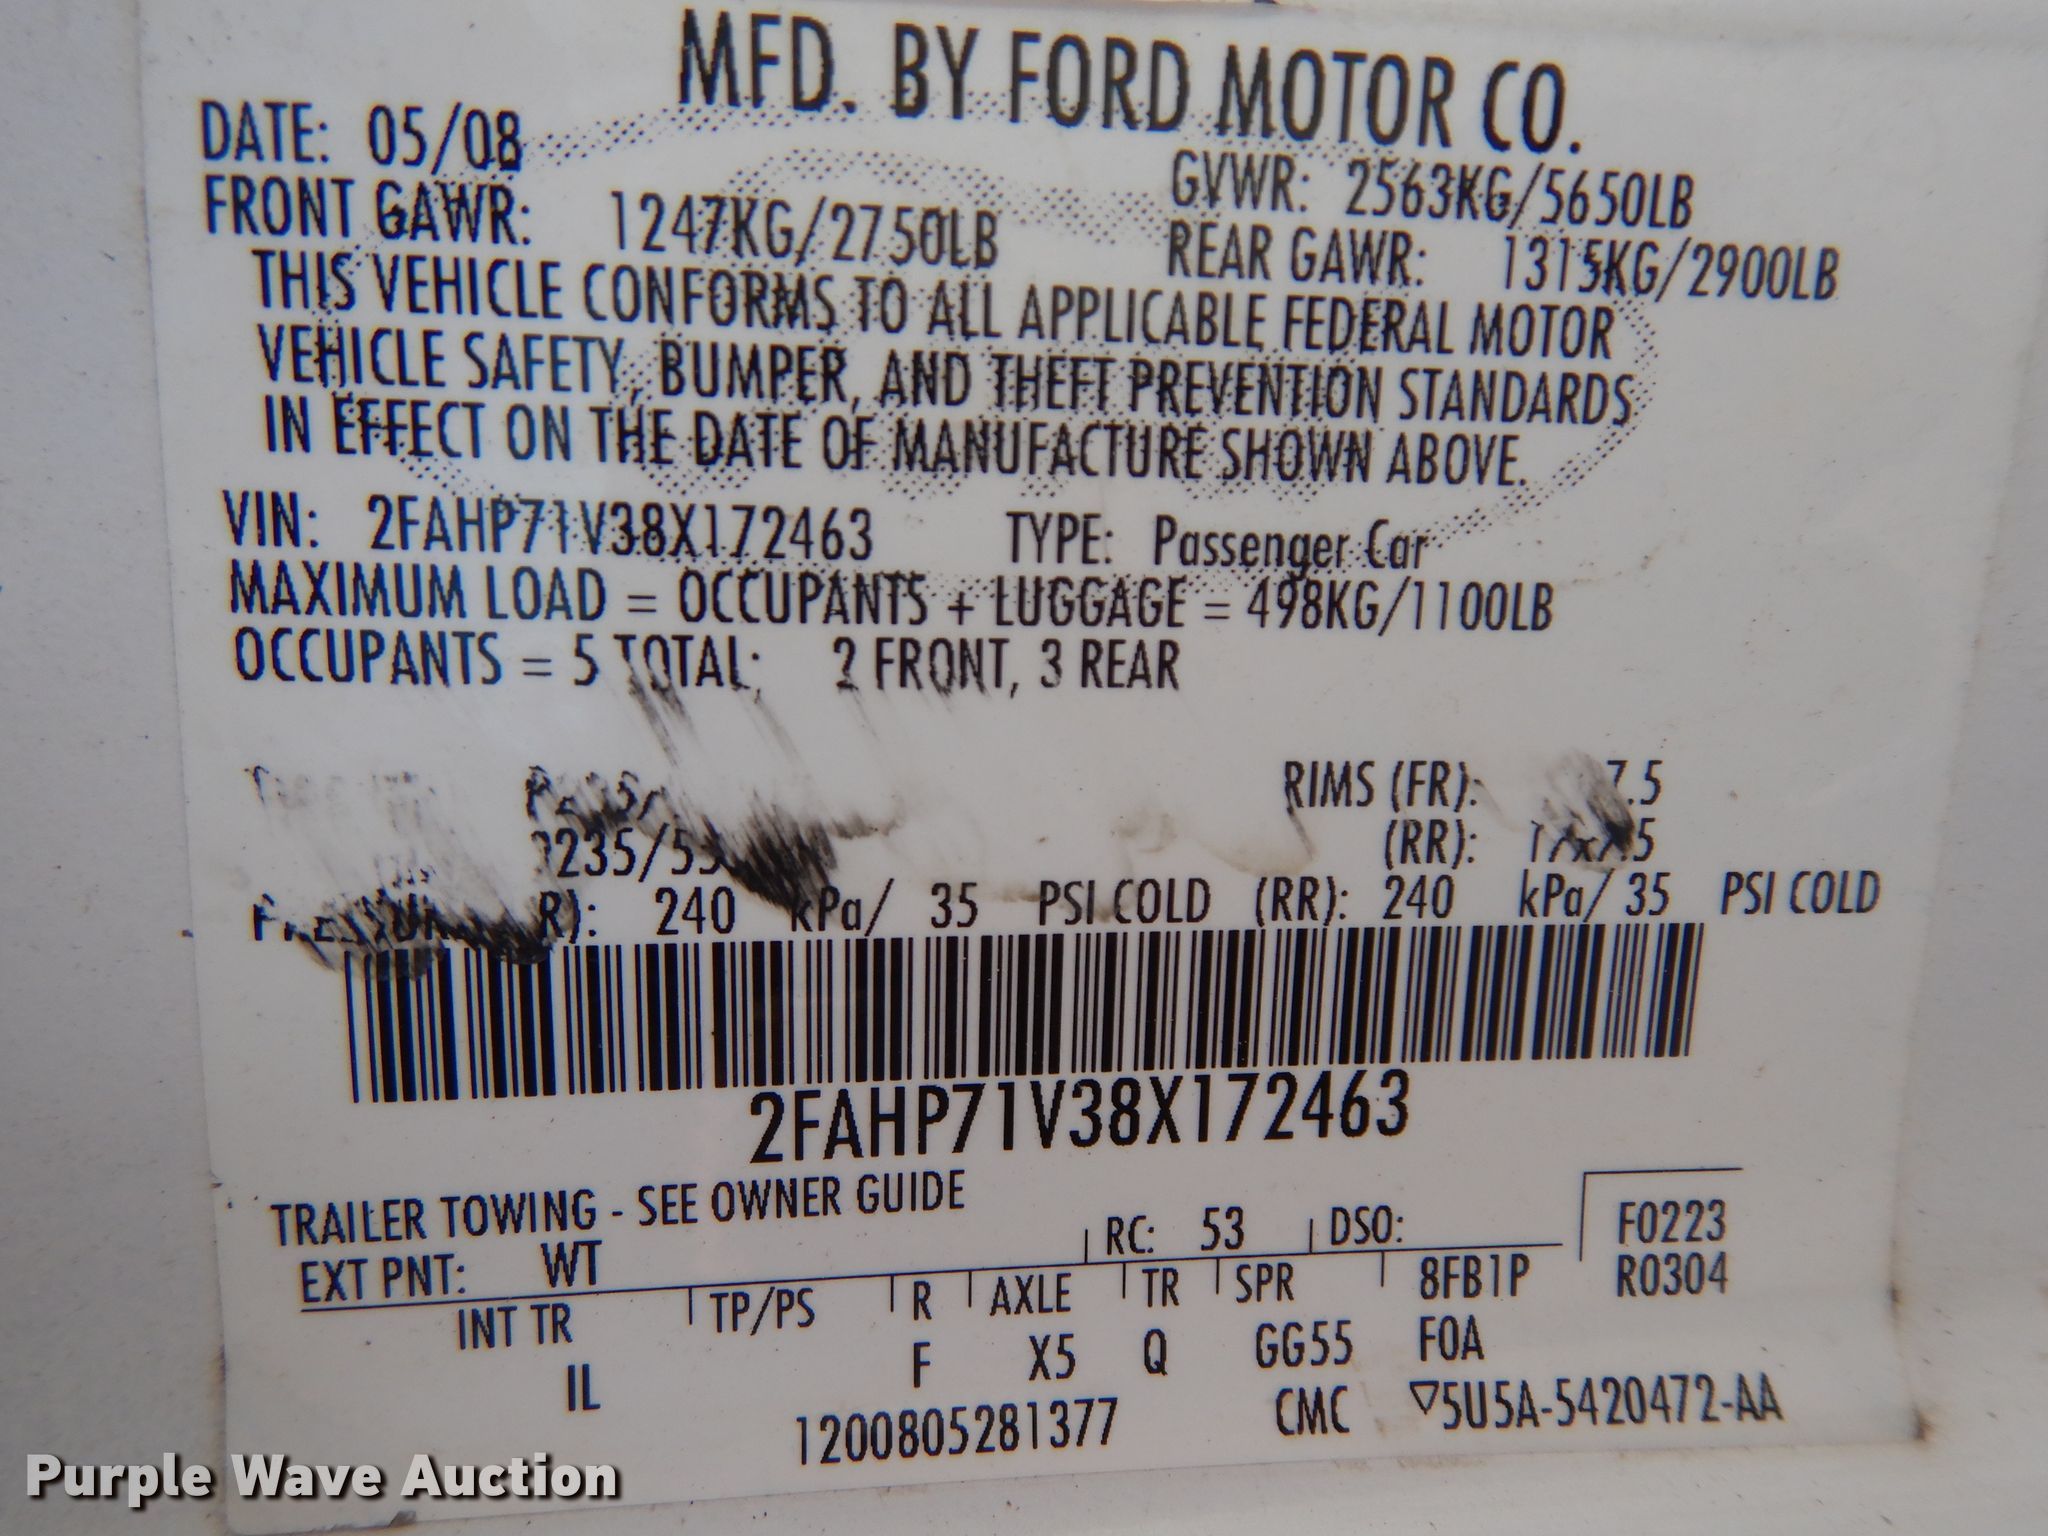 MFD. BY FORD MOTOR CO.
DATE: 05/08 GVWR: 2563KG/5650LB
FRONT GAWR: 1247KG/2750LB REAR GAWR: 1315KG/2900LB
THIS VEHICLE CONFORMS TO ALL APPLICABLE FEDERAL MOTOR
VEHICLE SAFETY, BUMPER, AND THEFT PREVENTION STANDARDS
IN EFFECT ON THE DATE OF MANUFACTURE SHOWN ABOVE.
VIN: 2FAHP71V38X172463 TYPE: Passenger Car
MAXIMUM LOAD = OCCUPANTS + LUGGAGE = 498KG/1100LB
OCCUPANTS = 5 TOTAL; 2 FRONT, 3 REAR
RIMS (FR):
(RR): 17x7.5
240 kPa/ 35 PSI COLD (RR): 240 kPa/ 35 PSI COLD
2FAHP71V38X172463
TRAILER TOWING - SEE OWNER GUIDE
EXT PNT: WT RC: 53 DSO: F0223
INT TR TP/PS R AXLE TR SPR 8FB1P R0304
IL F X5 Q GG55 F0A
1200805281377 CMC ▽5U5A-5420472-AA
Purple Wave Auction